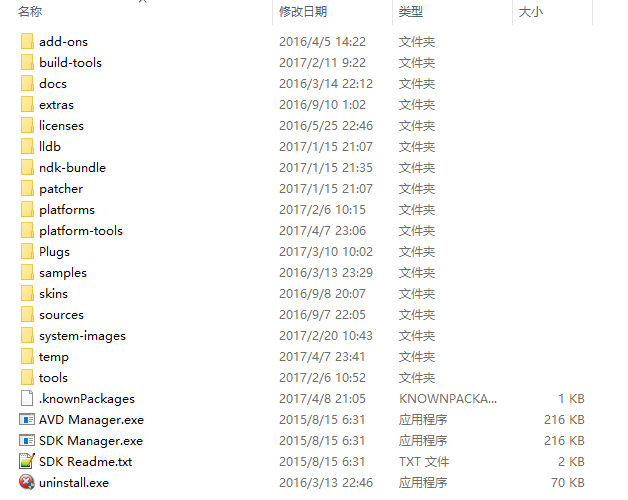 名称 修改日期 类型 大小
add-ons 2016/4/5 14:22 文件夹
build-tools 2017/2/11 9:22 文件夹
docs 2016/3/14 22:12 文件夹
extras 2016/9/10 1:02 文件夹
licenses 2016/5/25 22:46 文件夹
lldb 2017/1/15 21:07 文件夹
ndk-bundle 2017/1/15 21:35 文件夹
patcher 2017/1/15 21:07 文件夹
platforms 2017/2/6 10:15 文件夹
platform-tools 2017/4/7 23:06 文件夹
Plugs 2017/3/10 10:02 文件夹
samples 2016/3/13 23:29 文件夹
skins 2016/9/8 20:07 文件夹
sources 2016/9/7 22:05 文件夹
system-images 2017/2/20 10:43 文件夹
temp 2017/4/7 23:41 文件夹
tools 2017/2/6 10:52 文件夹
.knownPackages 2017/4/8 21:05 KNOWNPACKA... 1 KB
AVD Manager.exe 2015/8/15 6:31 应用程序 216 KB
SDK Manager.exe 2015/8/15 6:31 应用程序 216 KB
SDK Readme.txt 2015/8/15 6:31 TXT 文件 2 KB
uninstall.exe 2016/3/13 22:46 应用程序 70 KB